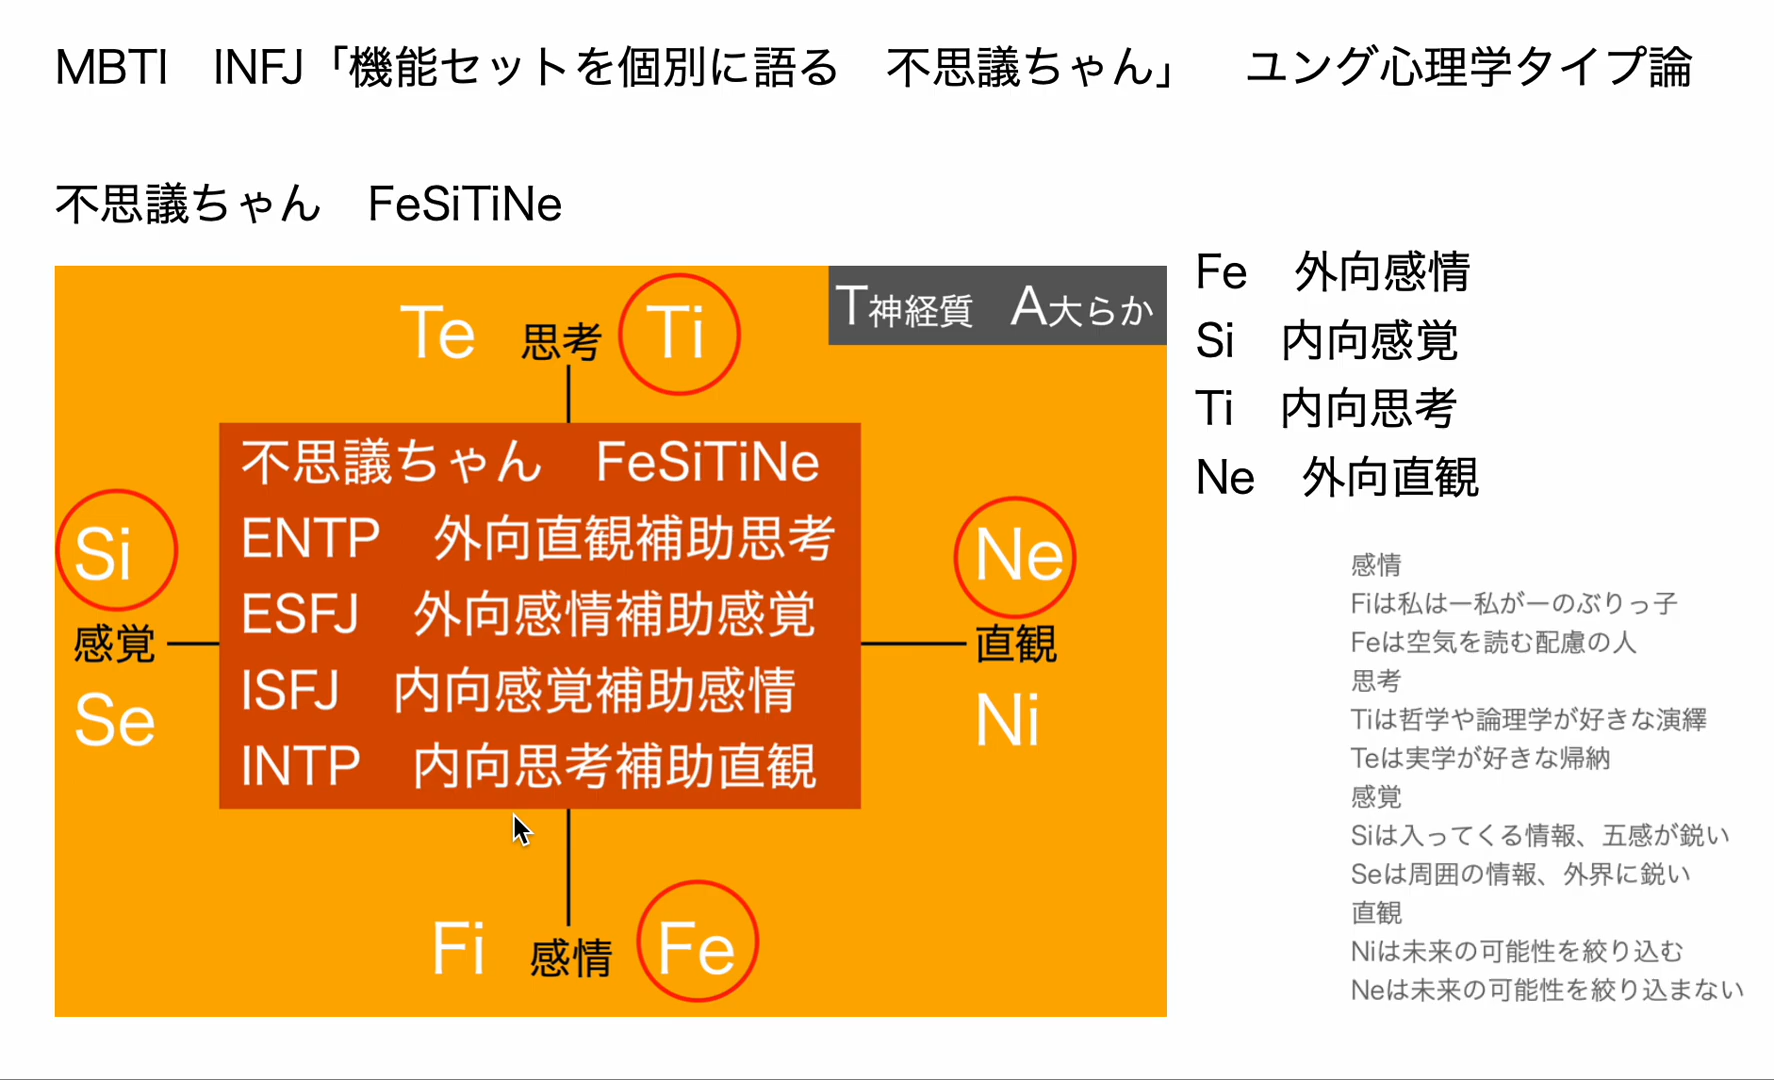 MBTI　INFJ「機能セットを個別に語る　不思議ちゃん」　ユング心理学タイプ論
不思議ちゃん　FeSiTiNe
T神経質　A大らか
Te　思考　Ti
不思議ちゃん　FeSiTiNe
ENTP　外向直観補助思考
ESFJ　外向感情補助感覚
ISFJ　内向感覚補助感情
INTP　内向思考補助直観
Si
感覚
Se
Ne
直観
Ni
Fi　感情　Fe
Fe　外向感情
Si　内向感覚
Ti　内向思考
Ne　外向直観
感情
Fiは私は一私が一のぶりっ子
Feは空気を読む配慮の人
思考
Tiは哲学や論理学が好きな演繹
Teは実学が好きな帰納
感覚
Siは入ってくる情報、五感が鋭い
Seは周囲の情報、外界に鋭い
直観
Niは未来の可能性を絞り込む
Neは未来の可能性を絞り込まない